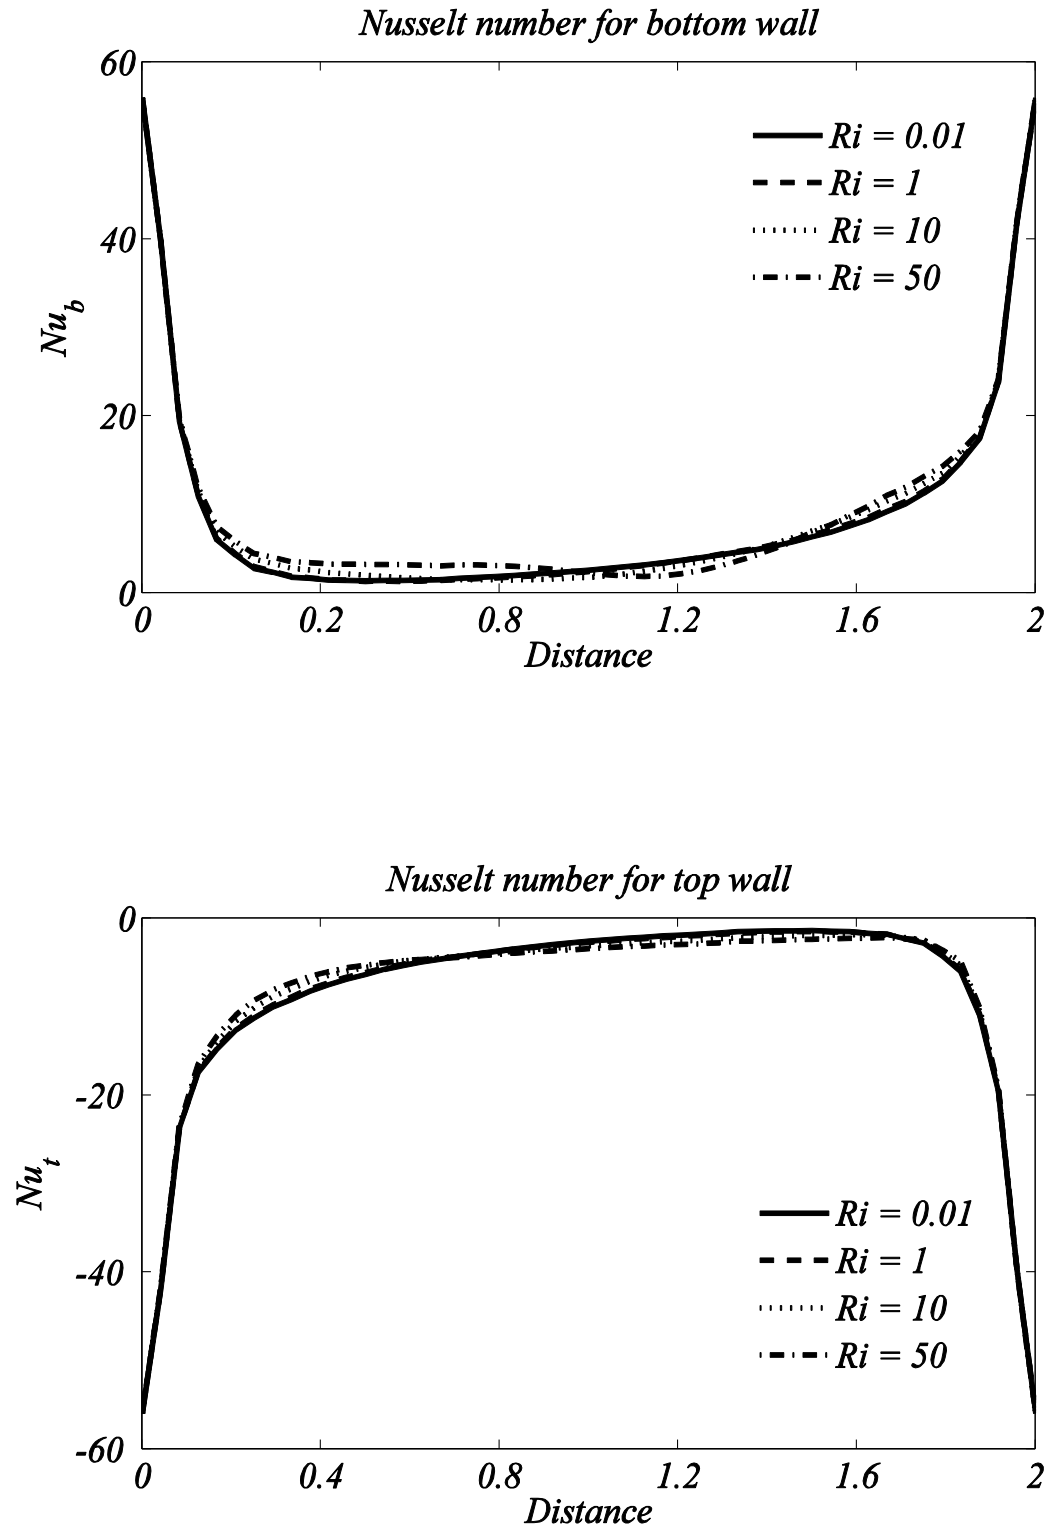 Nusselt number for bottom wall
60
40
20
0
Nu_b
Ri = 0.01
Ri = 1
Ri = 10
Ri = 50
0 0.2 0.8 1.2 1.6 2
Distance
Nusselt number for top wall
0
-20
-40
-60
Nu_t
Ri = 0.01
Ri = 1
Ri = 10
Ri = 50
0 0.4 0.8 1.2 1.6 2
Distance